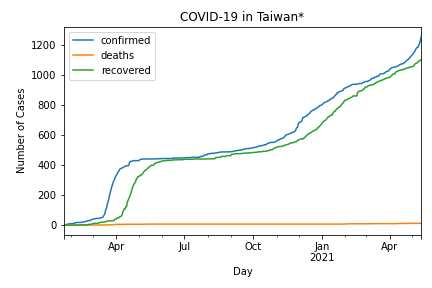 COVID-19 in Taiwan*
confirmed
deaths
recovered
Number of Cases
1200
1000
800
600
400
200
0
Apr
Jul
Oct
Jan
2021
Apr
Day